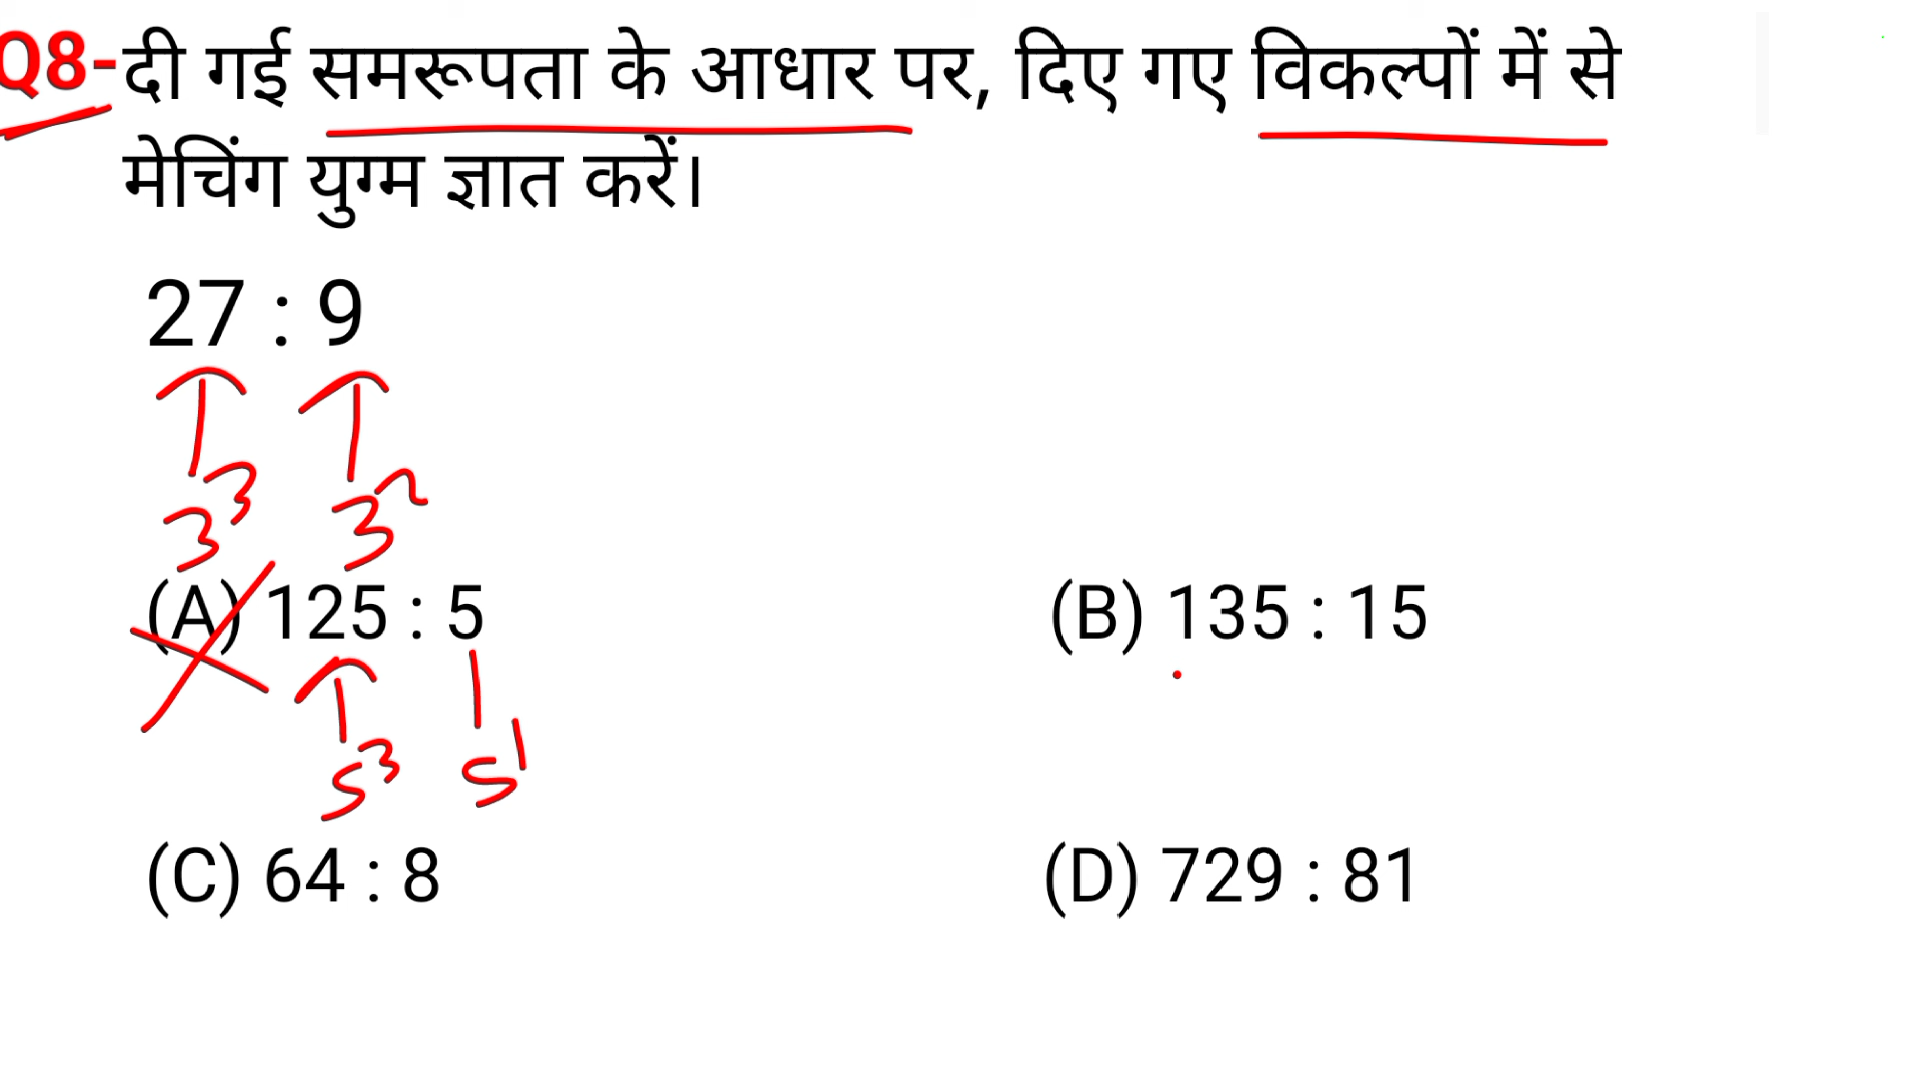 Q8-दी गई समरूपता के आधार पर, दिए गए विकल्पों में से
मेचिंग युग्म ज्ञात करें।
27 : 9
3³ 3²
(A) 125 : 5 (B) 135 : 15
5³ 5¹
(C) 64 : 8 (D) 729 : 81